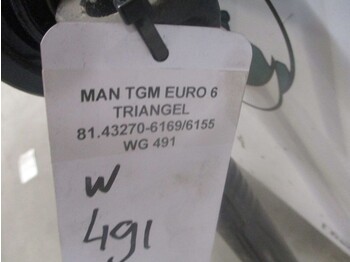 MAN TGM EURO 6
TRIANGEL
81.43270-6169/6155
WG 491
W
491